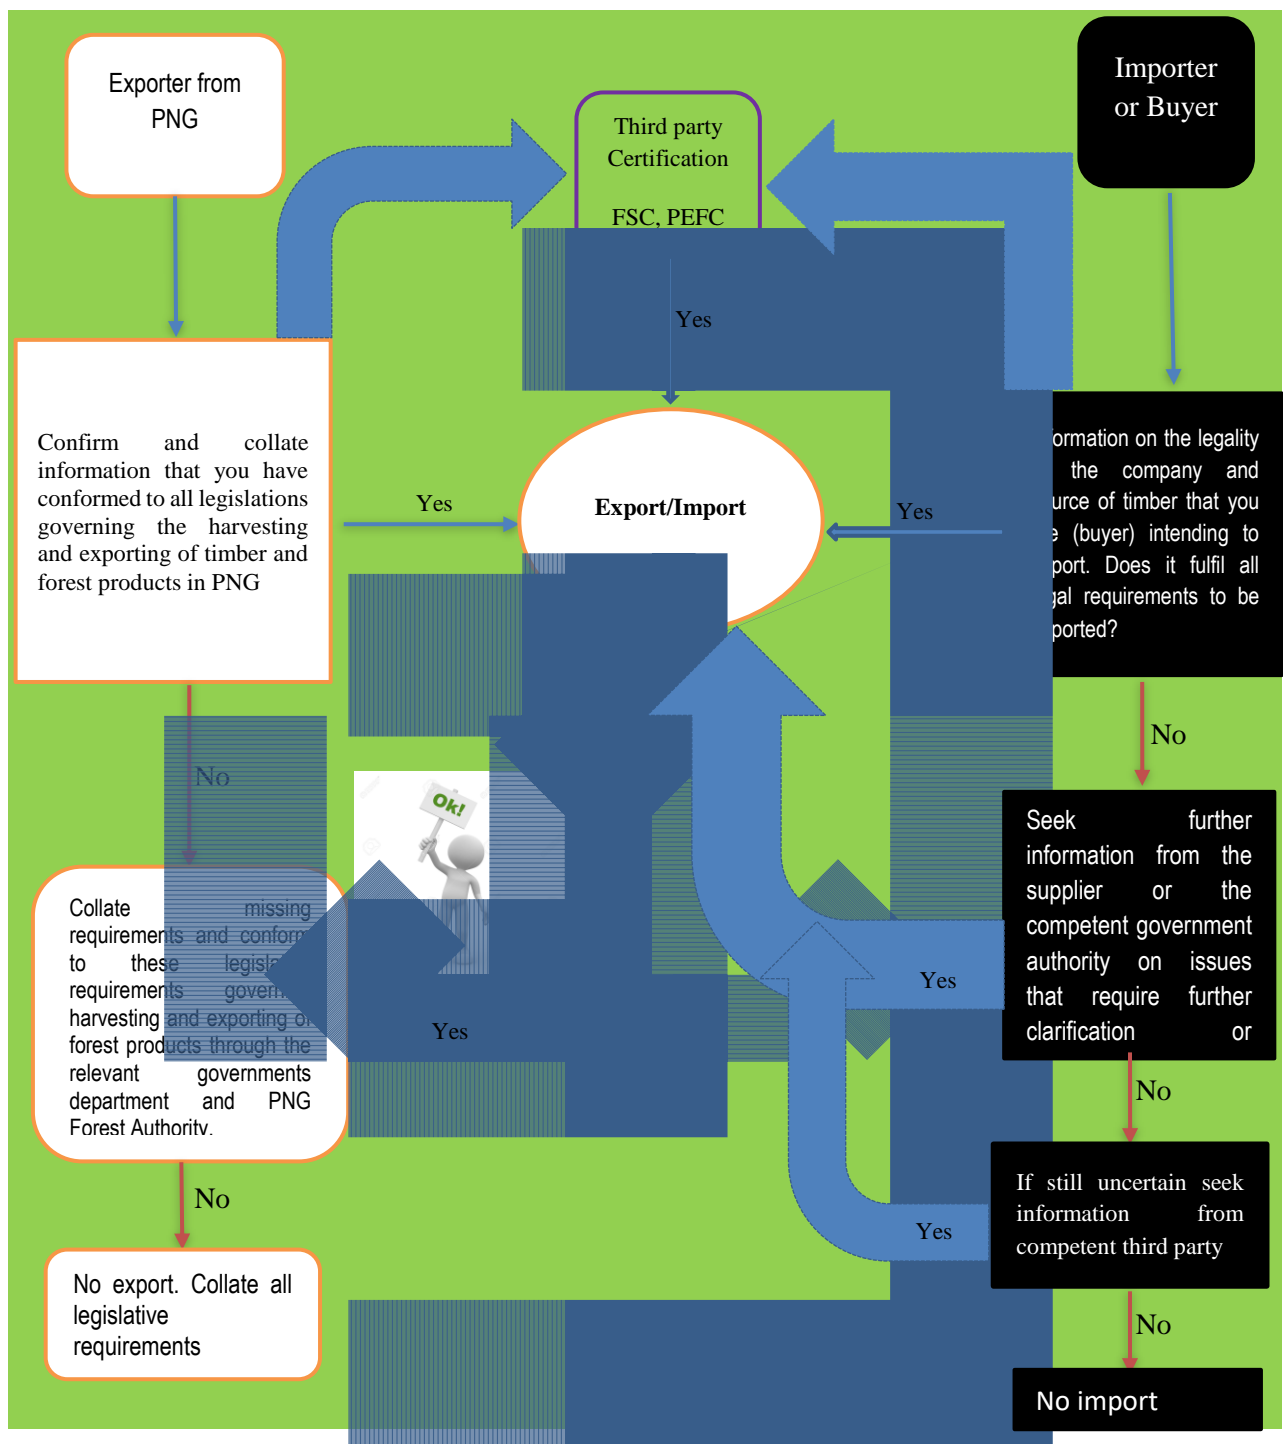 Exporter from
PNG
Third party
Certification
FSC, PEFC
Importer
or Buyer
Yes
Confirm and collate
information that you have
conformed to all legislations
governing the harvesting
and exporting of timber and
forest products in PNG
Yes
Export/Import
Yes
ormation on the legality
the company and
urce of timber that you
e (buyer) intending to
port. Does it fulfil all
gal requirements to be
ported?
No
No
Ok!
Collate missing
requirements and conform
to these
requirements
harvesting and exporting of
forest products through the
relevant governments
department and PNG
Forest Authority.
Yes
Seek further
information from the
supplier or the
competent government
authority on issues
that require further
clarification or
Yes
No
No
If still uncertain seek
information from
competent third party
Yes
No export. Collate all
legislative
requirements
No
No import